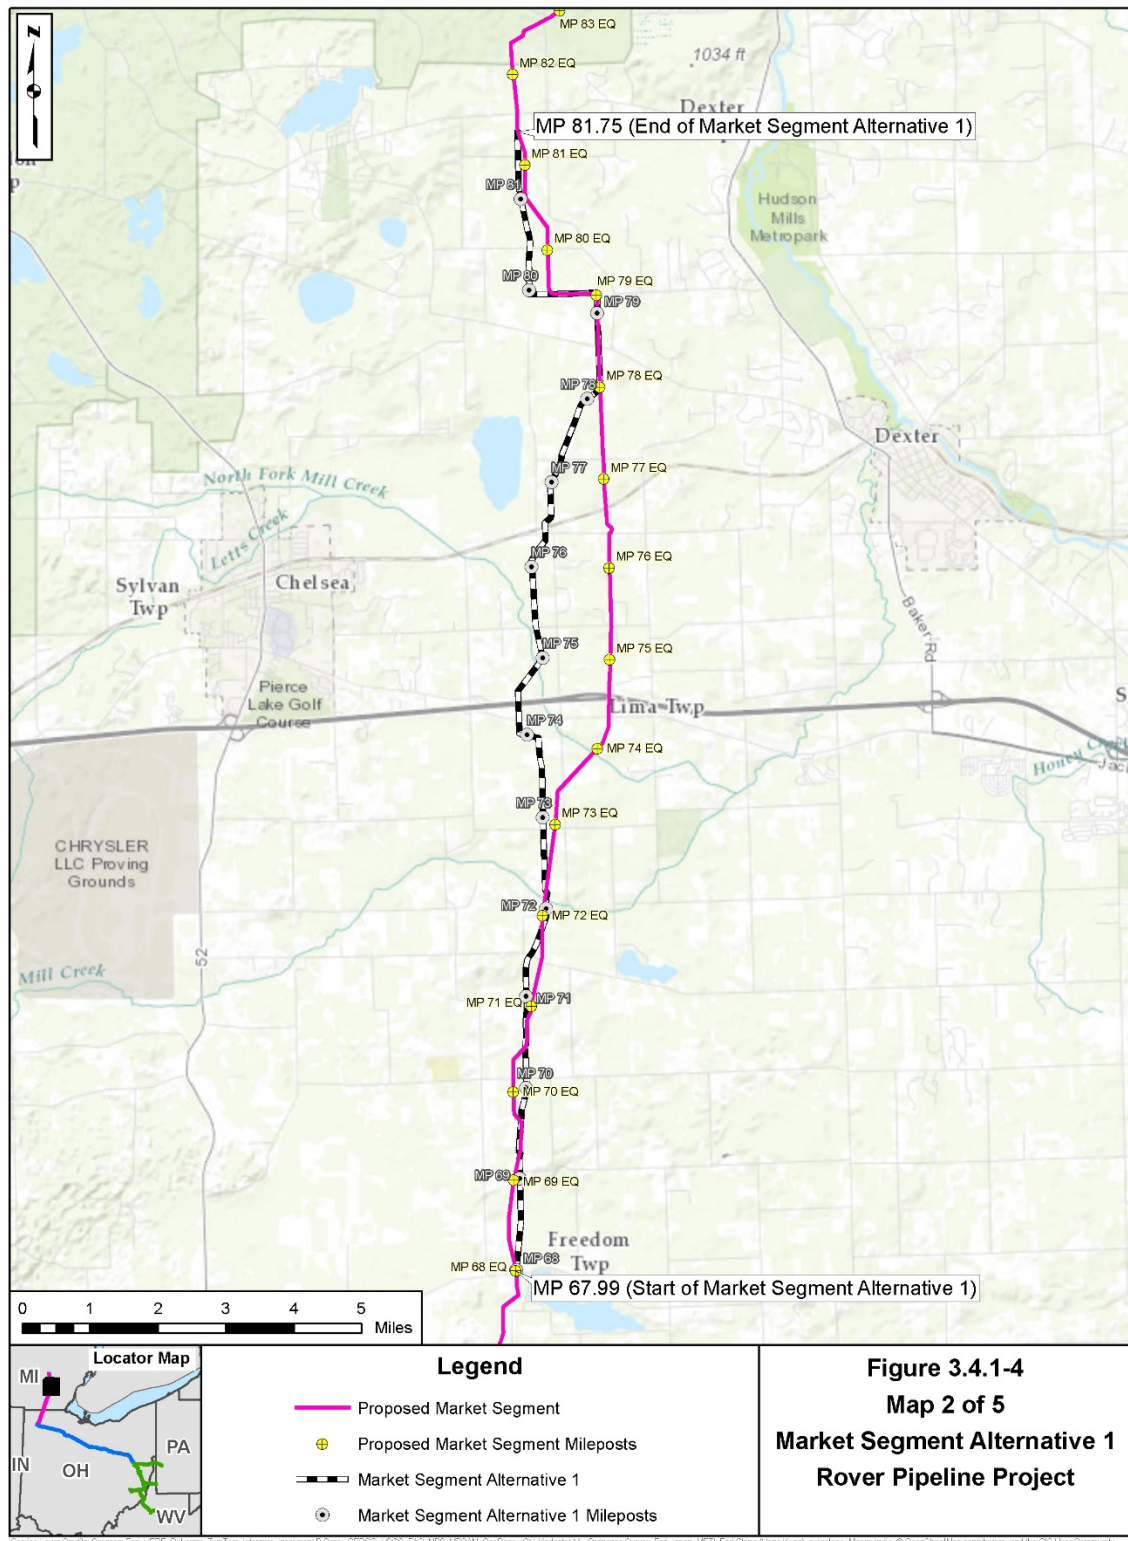 N
MP 83 EQ
1034 ft
MP 82 EQ
Dexter
MP 81.75 (End of Market Segment Alternative 1)
MP 81 EQ
MP 81
Hudson
Mills
Metropark
MP 80 EQ
MP 80
MP 79 EQ
MP 79
MP 78
MP 78 EQ
Dexter
North Fork Mill Creek
MP 77
MP 77 EQ
Letts Creek
MP 76
MP 76 EQ
Sylvan
Twp
Chelsea
Baker Rd
MP 75
MP 75 EQ
Pierce
Lake Golf
Course
Lima Twp
MP 74
MP 74 EQ
Honey Creek
MP 73
MP 73 EQ
CHRYSLER
LLC Proving
Grounds
MP 72
MP 72 EQ
52
Mill Creek
MP 71 EQ
MP 71
MP 70
MP 70 EQ
MP 69
MP 69 EQ
Freedom
Twp
MP 68 EQ
MP 68
MP 67.99 (Start of Market Segment Alternative 1)
0 1 2 3 4 5
Miles
Locator Map
MI
IN
OH
PA
WV
Legend
Proposed Market Segment
Proposed Market Segment Mileposts
Market Segment Alternative 1
Market Segment Alternative 1 Mileposts
Figure 3.4.1-4
Map 2 of 5
Market Segment Alternative 1
Rover Pipeline Project